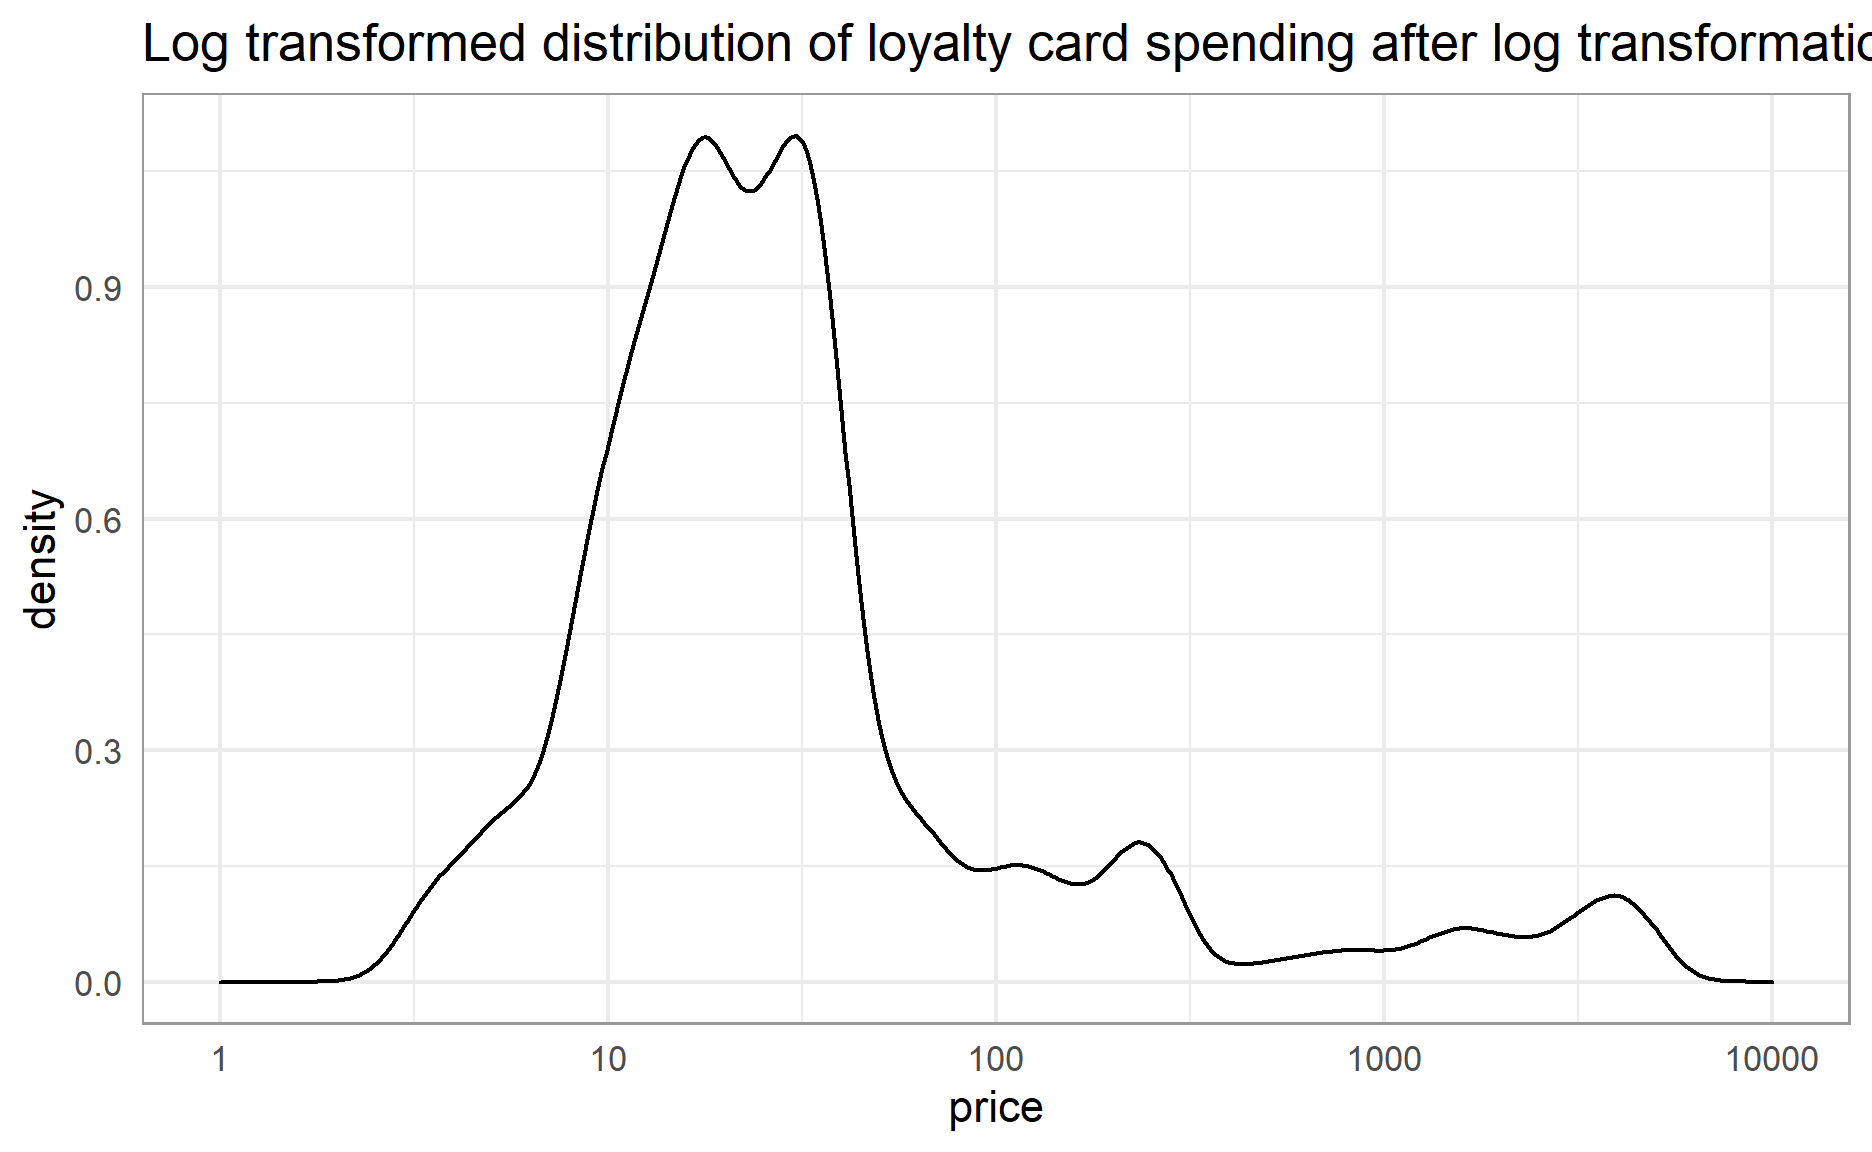 Log transformed distribution of loyalty card spending after log transformatic
density
0.9
0.6
0.3
0.0
1 10 100 1000 10000
price